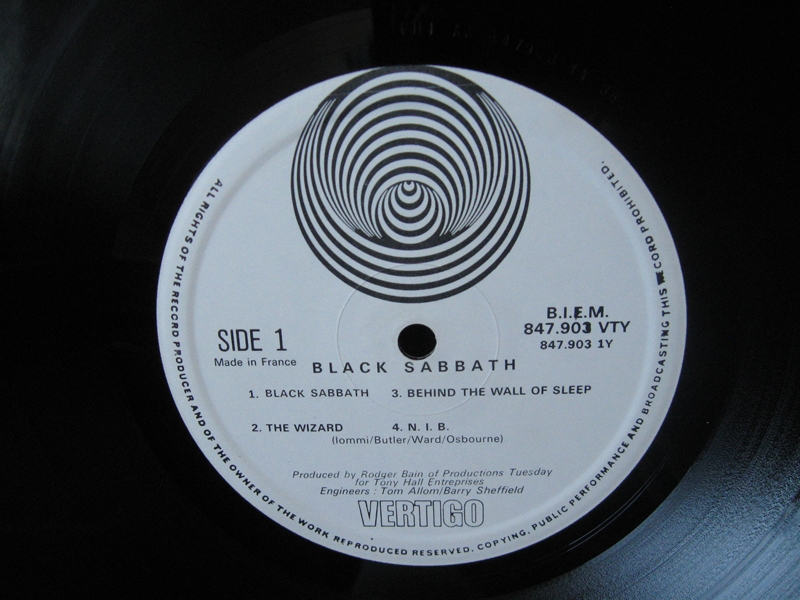 ALL RIGHTS OF THE RECORD PRODUCER AND OF THE OWNER OF THE WORK REPRODUCED RESERVED. COPYING, PUBLIC PERFORMANCE AND BROADCASTING THIS RECORD PROHIBITED.
B.I.E.M.
SIDE 1
847.903 VTY
847.903 1Y
Made in France
BLACK SABBATH
1. BLACK SABBATH
3. BEHIND THE WALL OF SLEEP
2. THE WIZARD
4. N. I. B.
(Iommi/Butler/Ward/Osbourne)
Produced by Rodger Bain of Productions Tuesday
for Tony Hall Entreprises
Engineers : Tom Allom/Barry Sheffield
VERTIGO